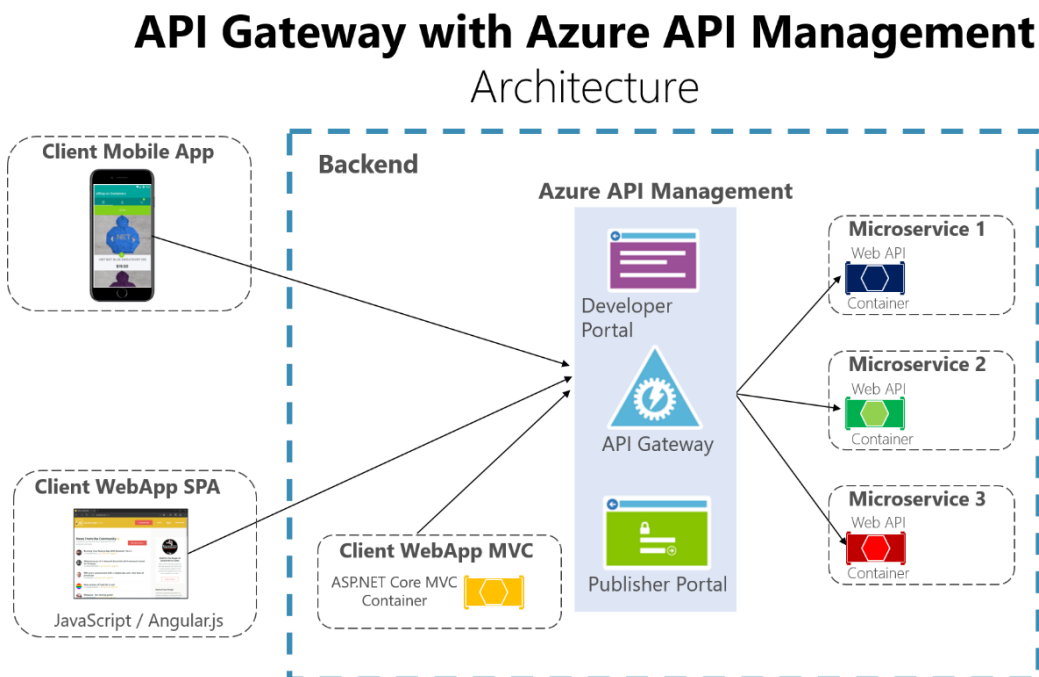 API Gateway with Azure API Management
Architecture
Client Mobile App
Backend
Azure API Management
Developer
Portal
API Gateway
Publisher Portal
Microservice 1
Web API
Container
Microservice 2
Web API
Container
Microservice 3
Web API
Container
Client WebApp SPA
JavaScript / Angular.js
Client WebApp MVC
ASP.NET Core MVC
Container
.NET